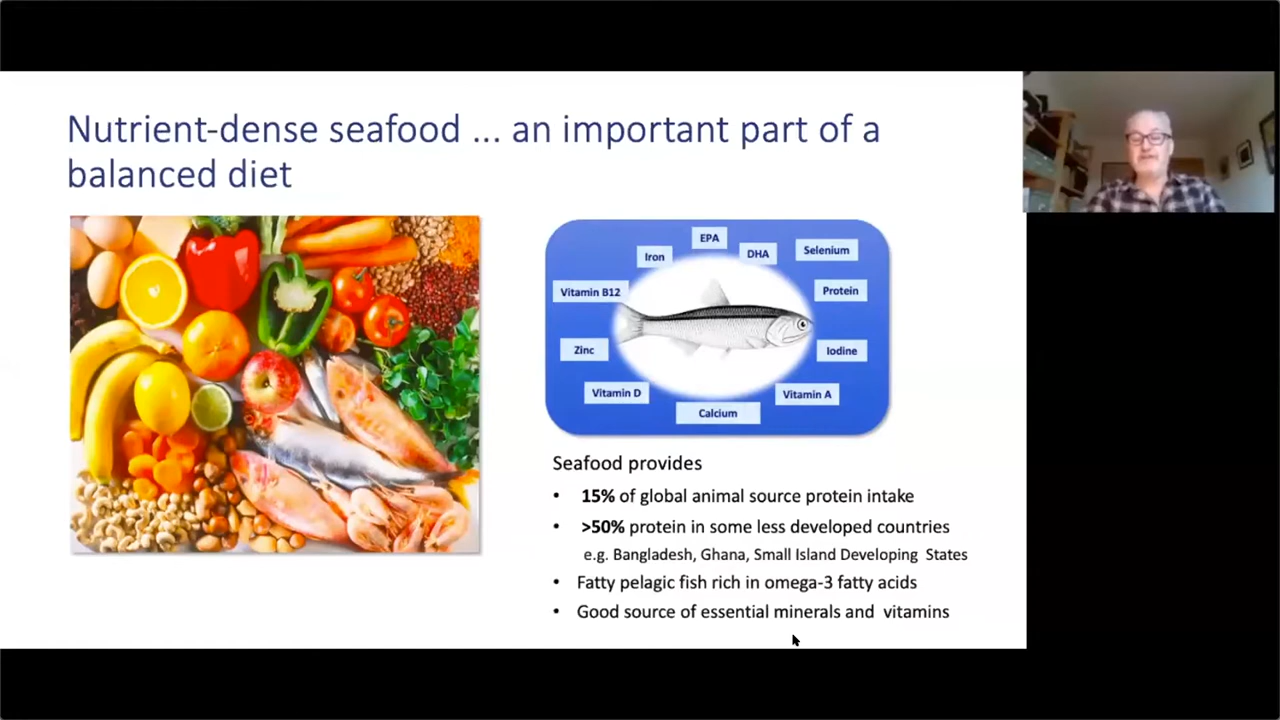 Nutrient-dense seafood ... an important part of a
balanced diet
EPA
Iron
DHA
Selenium
Vitamin B12
Protein
Zinc
Iodine
Vitamin D
Vitamin A
Calcium
Seafood provides
• 15% of global animal source protein intake
• >50% protein in some less developed countries
e.g. Bangladesh, Ghana, Small Island Developing States
• Fatty pelagic fish rich in omega-3 fatty acids
• Good source of essential minerals and vitamins